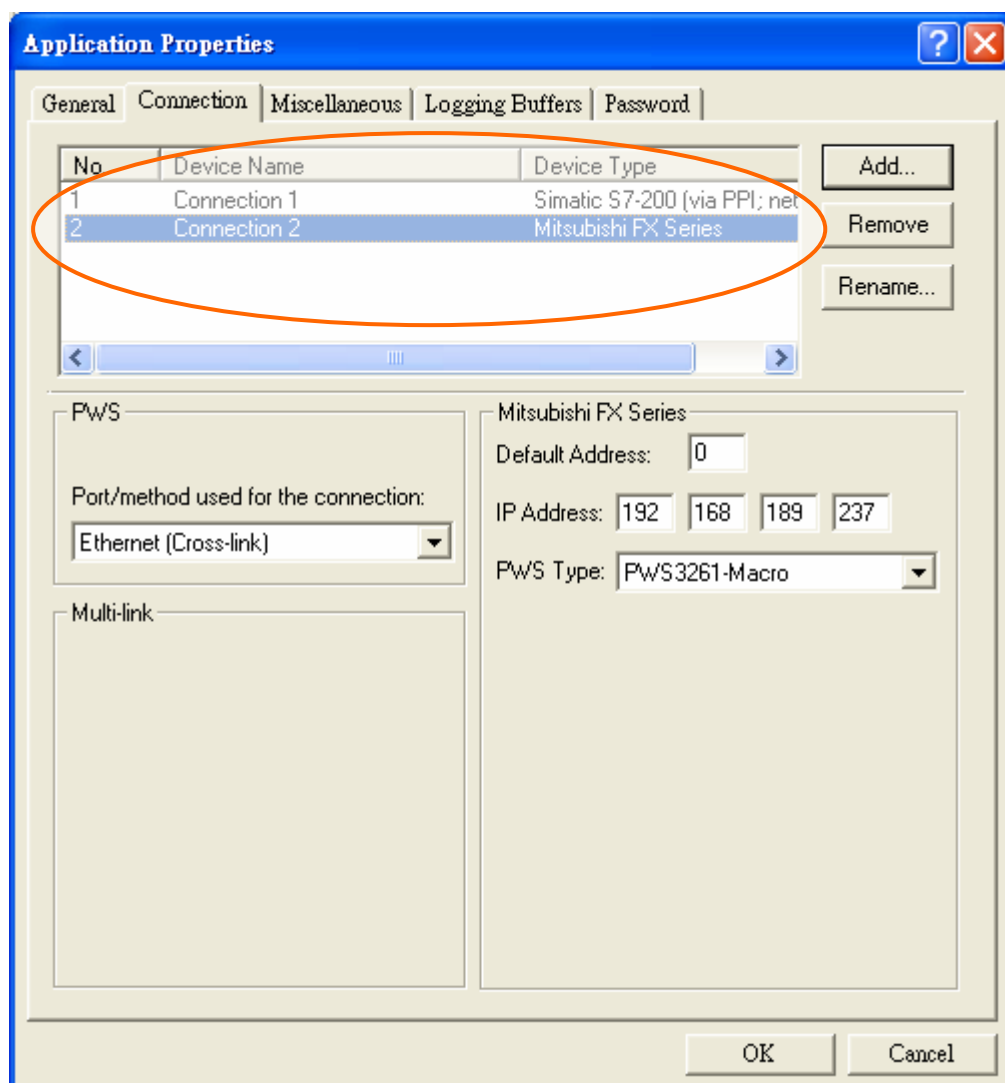 Application Properties
General Connection Miscellaneous Logging Buffers Password
No. Device Name Device Type
1 Connection 1 Simatic S7-200 (via PPI; net
2 Connection 2 Mitsubishi FX Series
Add...
Remove
Rename...
PWS
Port/method used for the connection:
Ethernet (Cross-link)
Multi-link
Mitsubishi FX Series
Default Address: 0
IP Address: 192 168 189 237
PWS Type: PWS3261-Macro
OK Cancel